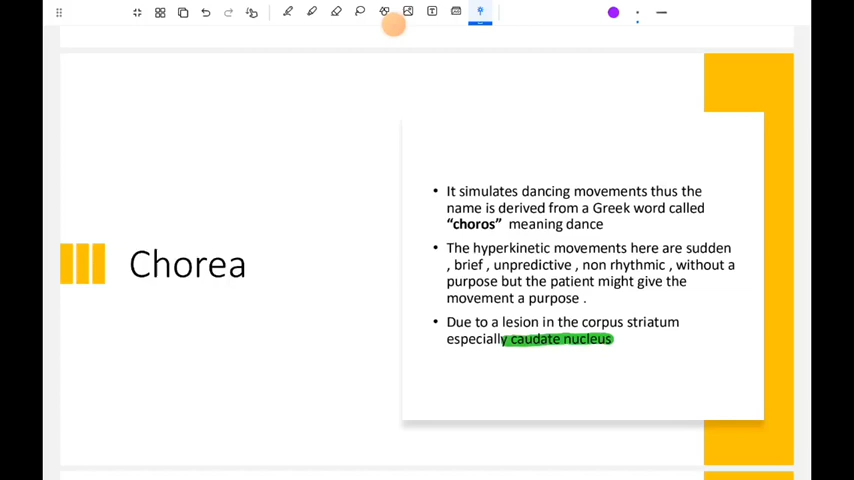 Chorea
• It simulates dancing movements thus the
name is derived from a Greek word called
“choros” meaning dance
• The hyperkinetic movements here are sudden
, brief , unpredictive , non rhythmic , without a
purpose but the patient might give the
movement a purpose .
• Due to a lesion in the corpus striatum
especially caudate nucleus